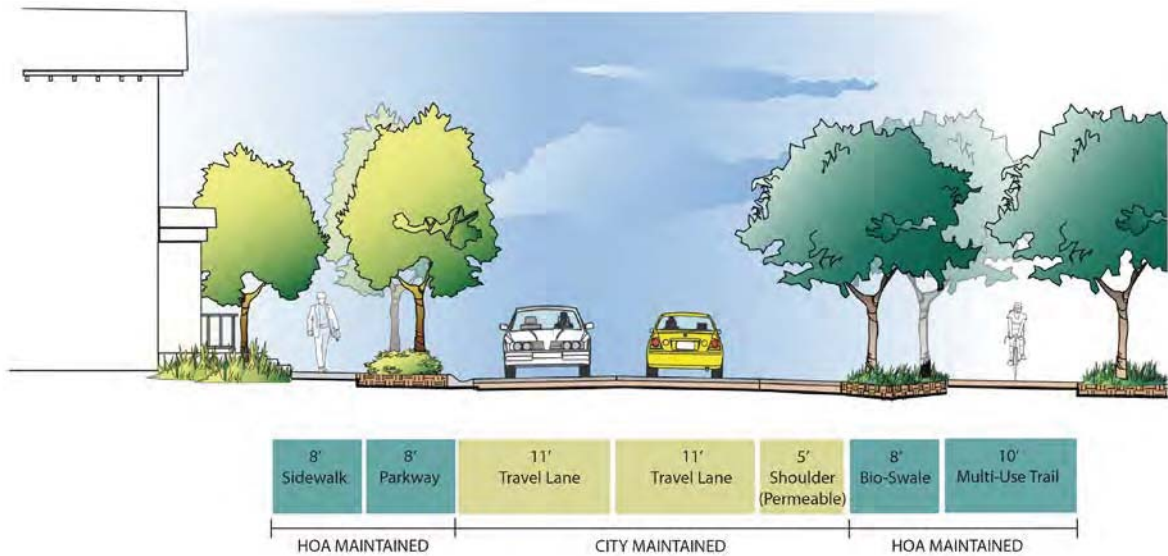 8'
Sidewalk
8'
Parkway
11'
Travel Lane
11'
Travel Lane
5'
Shoulder
(Permeable)
8'
Bio-Swale
10'
Multi-Use Trail
HOA MAINTAINED
CITY MAINTAINED
HOA MAINTAINED